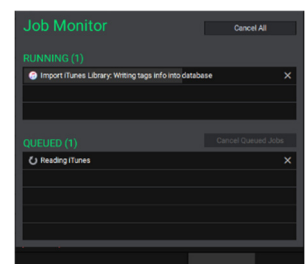 Job Monitor
Cancel All
RUNNING (1)
Import iTunes Library: Writing tags info into database
QUEUED (1)
Cancel Queued Jobs
Reading iTunes